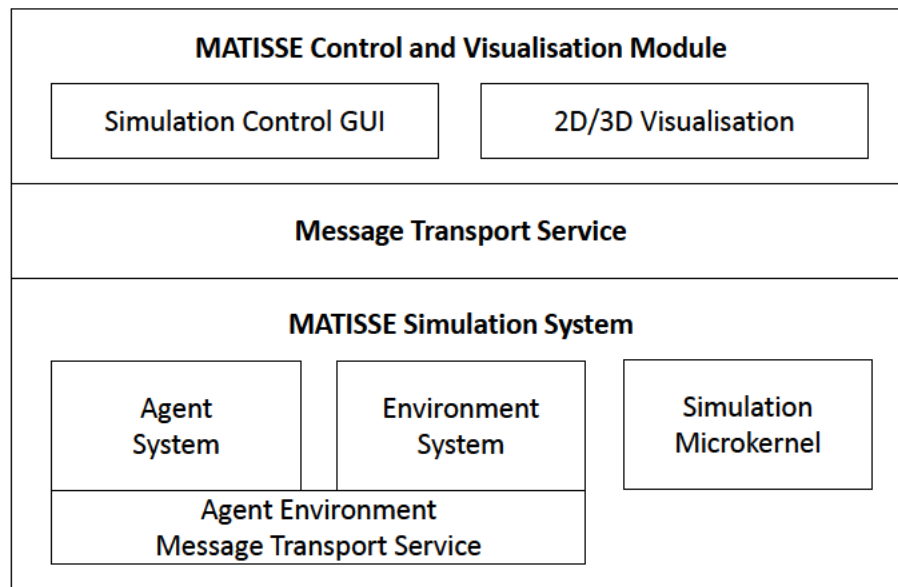 MATISSE Control and Visualisation Module
Simulation Control GUI
2D/3D Visualisation
Message Transport Service
MATISSE Simulation System
Agent
System
Environment
System
Simulation
Microkernel
Agent Environment
Message Transport Service